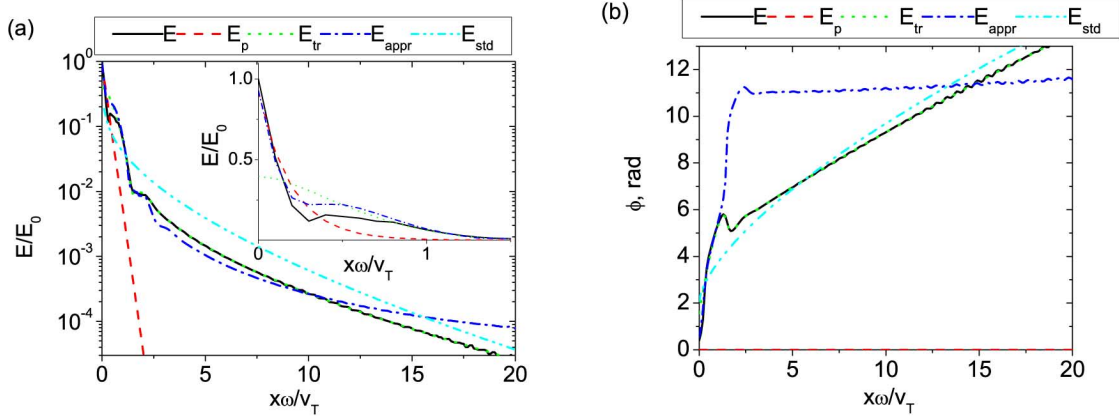 (a)
E E_p E_tr E_appr E_std
10^0
10^-1
10^-2
10^-3
10^-4
E/E_0
0 5 10 15 20
xω/v_T
1.0
0.5
E/E_0
0 1
xω/v_T
(b)
E E_p E_tr E_appr E_std
12
10
8
6
4
2
0
ϕ, rad
0 5 10 15 20
xω/v_T